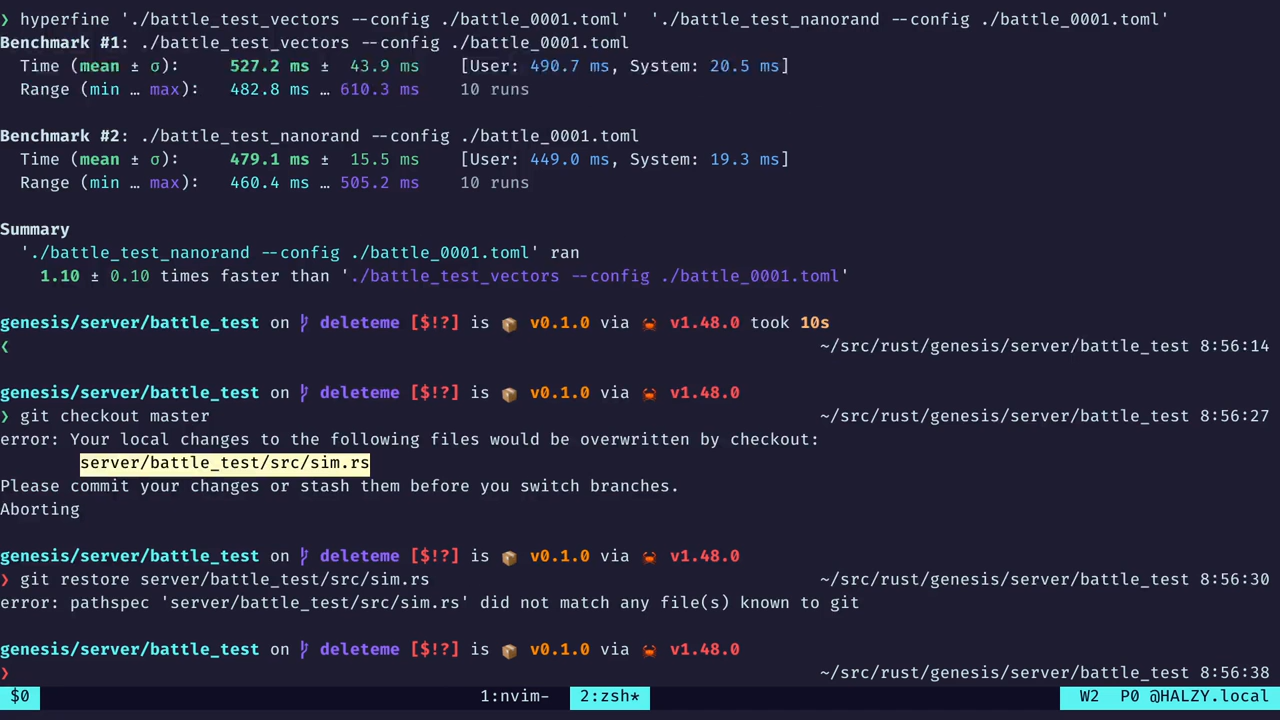 ❯ hyperfine './battle_test_vectors --config ./battle_0001.toml'  './battle_test_nanorand --config ./battle_0001.toml'
Benchmark #1: ./battle_test_vectors --config ./battle_0001.toml
  Time (mean ± σ):     527.2 ms ±  43.9 ms    [User: 490.7 ms, System: 20.5 ms]
  Range (min … max):   482.8 ms … 610.3 ms    10 runs
Benchmark #2: ./battle_test_nanorand --config ./battle_0001.toml
  Time (mean ± σ):     479.1 ms ±  15.5 ms    [User: 449.0 ms, System: 19.3 ms]
  Range (min … max):   460.4 ms … 505.2 ms    10 runs
Summary
  './battle_test_nanorand --config ./battle_0001.toml' ran
    1.10 ± 0.10 times faster than './battle_test_vectors --config ./battle_0001.toml'
genesis/server/battle_test on deleteme [$!?] is 📦 v0.1.0 via 🦀 v1.48.0 took 10s
❮ ~/src/rust/genesis/server/battle_test 8:56:14
genesis/server/battle_test on deleteme [$!?] is 📦 v0.1.0 via 🦀 v1.48.0
❯ git checkout master ~/src/rust/genesis/server/battle_test 8:56:27
error: Your local changes to the following files would be overwritten by checkout:
        server/battle_test/src/sim.rs
Please commit your changes or stash them before you switch branches.
Aborting
genesis/server/battle_test on deleteme [$!?] is 📦 v0.1.0 via 🦀 v1.48.0
❯ git restore server/battle_test/src/sim.rs ~/src/rust/genesis/server/battle_test 8:56:30
error: pathspec 'server/battle_test/src/sim.rs' did not match any file(s) known to git
genesis/server/battle_test on deleteme [$!?] is 📦 v0.1.0 via 🦀 v1.48.0
❯ ~/src/rust/genesis/server/battle_test 8:56:38
$0 1:nvim- 2:zsh* W2 P0 @HALZY.local